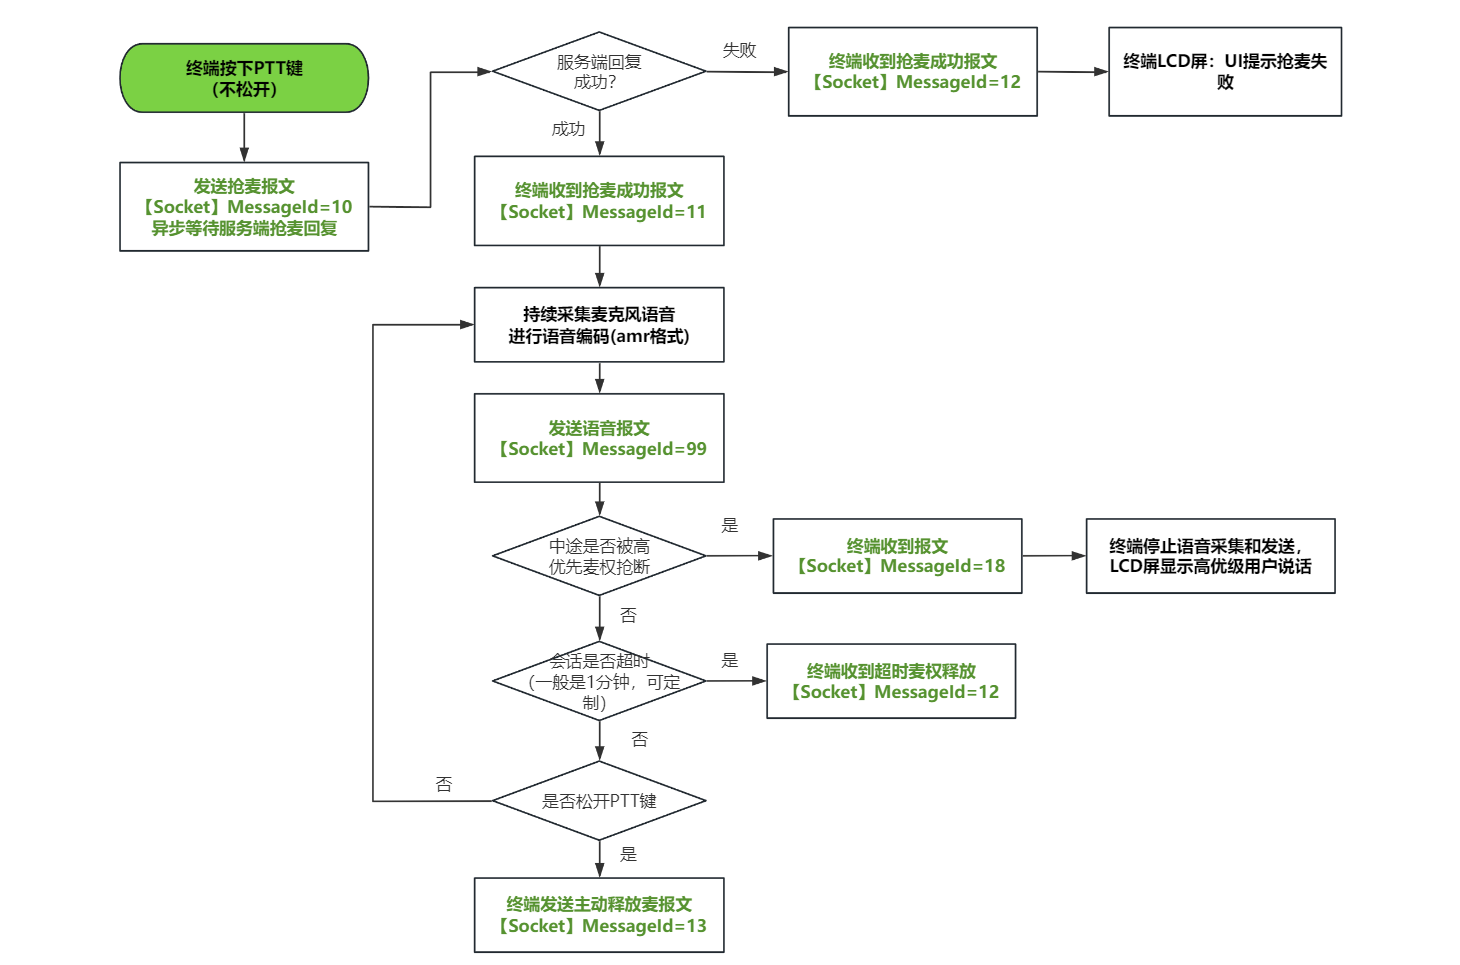 终端按下PTT键
（不松开）
发送抢麦报文
【Socket】MessageId=10
异步等待服务端抢麦回复
服务端回复
成功？
失败
终端收到抢麦成功报文
【Socket】MessageId=12
终端LCD屏：UI提示抢麦失
败
成功
终端收到抢麦成功报文
【Socket】MessageId=11
持续采集麦克风语音
进行语音编码(amr格式)
发送语音报文
【Socket】MessageId=99
中途是否被高
优先麦权抢断
是
终端收到报文
【Socket】MessageId=18
终端停止语音采集和发送，
LCD屏显示高优级用户说话
否
会话是否超时
（一般是1分钟，可定
制）
是
终端收到超时麦权释放
【Socket】MessageId=12
否
是否松开PTT键
否
是
终端发送主动释放麦报文
【Socket】MessageId=13